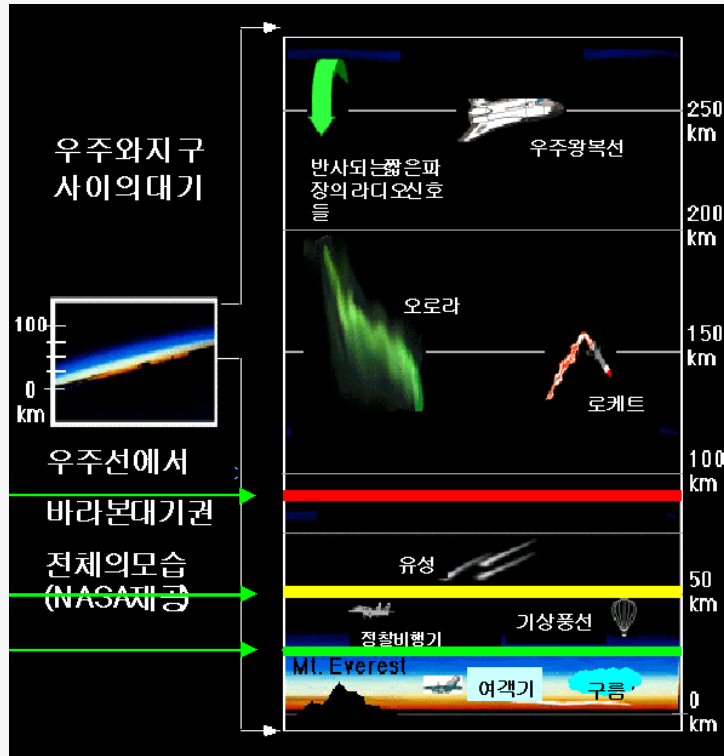 우주와지구
사이의대기
100
0
km
우주선에서
바라본대기권
전체의모습
(NASA제공)
250
km
우주왕복선
반사되는짧은파
장의라디오신호
들
200
km
오로라
150
km
로케트
100
km
유성
50
km
기상풍선
정찰비행기
Mt. Everest
여객기
구름
0
km